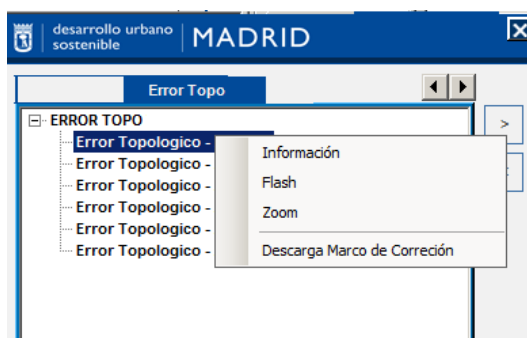 desarrollo urbano
sostenible
MADRID
Error Topo
ERROR TOPO
Error Topologico -
Error Topologico -
Error Topologico -
Error Topologico -
Error Topologico -
Error Topologico -
Información
Flash
Zoom
Descarga Marco de Correción